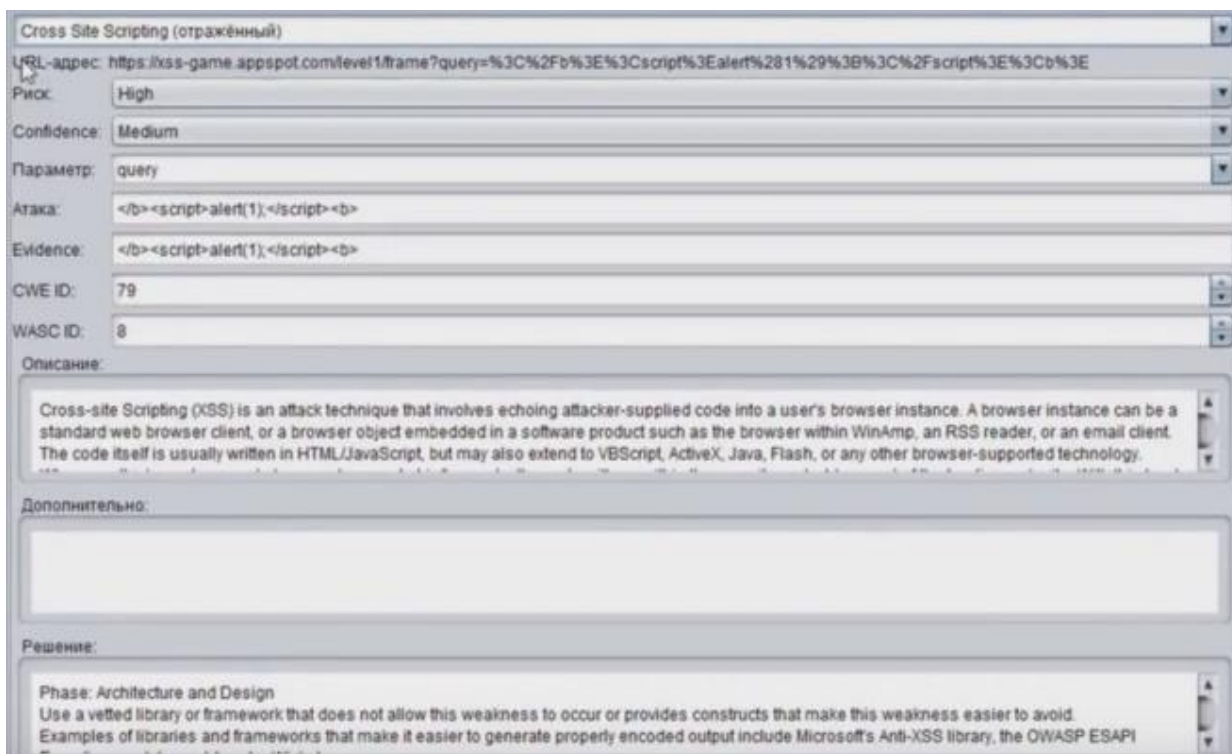 Cross Site Scripting (отражённый)
URL-адрес: https://xss-game.appspot.com/level1/frame?query=%3C%2Fb%3E%3Cscript%3Ealert%281%29%3B%3C%2Fscript%3E%3Cb%3E
Риск: High
Confidence: Medium
Параметр: query
Атака: </b><script>alert(1);</script><b>
Evidence: </b><script>alert(1);</script><b>
CWE ID: 79
WASC ID: 8
Описание:
Cross-site Scripting (XSS) is an attack technique that involves echoing attacker-supplied code into a user's browser instance. A browser instance can be a
standard web browser client, or a browser object embedded in a software product such as the browser within WinAmp, an RSS reader, or an email client.
The code itself is usually written in HTML/JavaScript, but may also extend to VBScript, ActiveX, Java, Flash, or any other browser-supported technology.
Дополнительно:
Решение:
Phase: Architecture and Design
Use a vetted library or framework that does not allow this weakness to occur or provides constructs that make this weakness easier to avoid.
Examples of libraries and frameworks that make it easier to generate properly encoded output include Microsoft's Anti-XSS library, the OWASP ESAPI